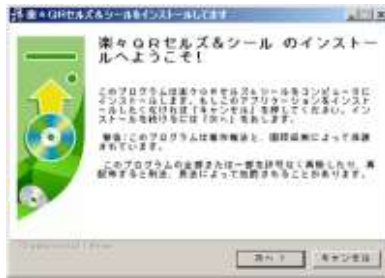 楽々QRセルズ&シールをインストールしてます
楽々QRセルズ&シール のインストー
ルへようこそ!
このプログラムは楽々QRセルズ&シールをコンピュータに
インストールします。もしこのアプリケーションをインスト
ールしたくなければ「キャンセル」を押してください。イン
ストールを続けるには「次へ」をおします。
警告:このプログラムは著作権法と、国際協定によって保護
されています。
このプログラムの全部または一部を許可なく再販したり、再
配布すると刑法、民法によって処罰されることがあります。
次へ >
キャンセル